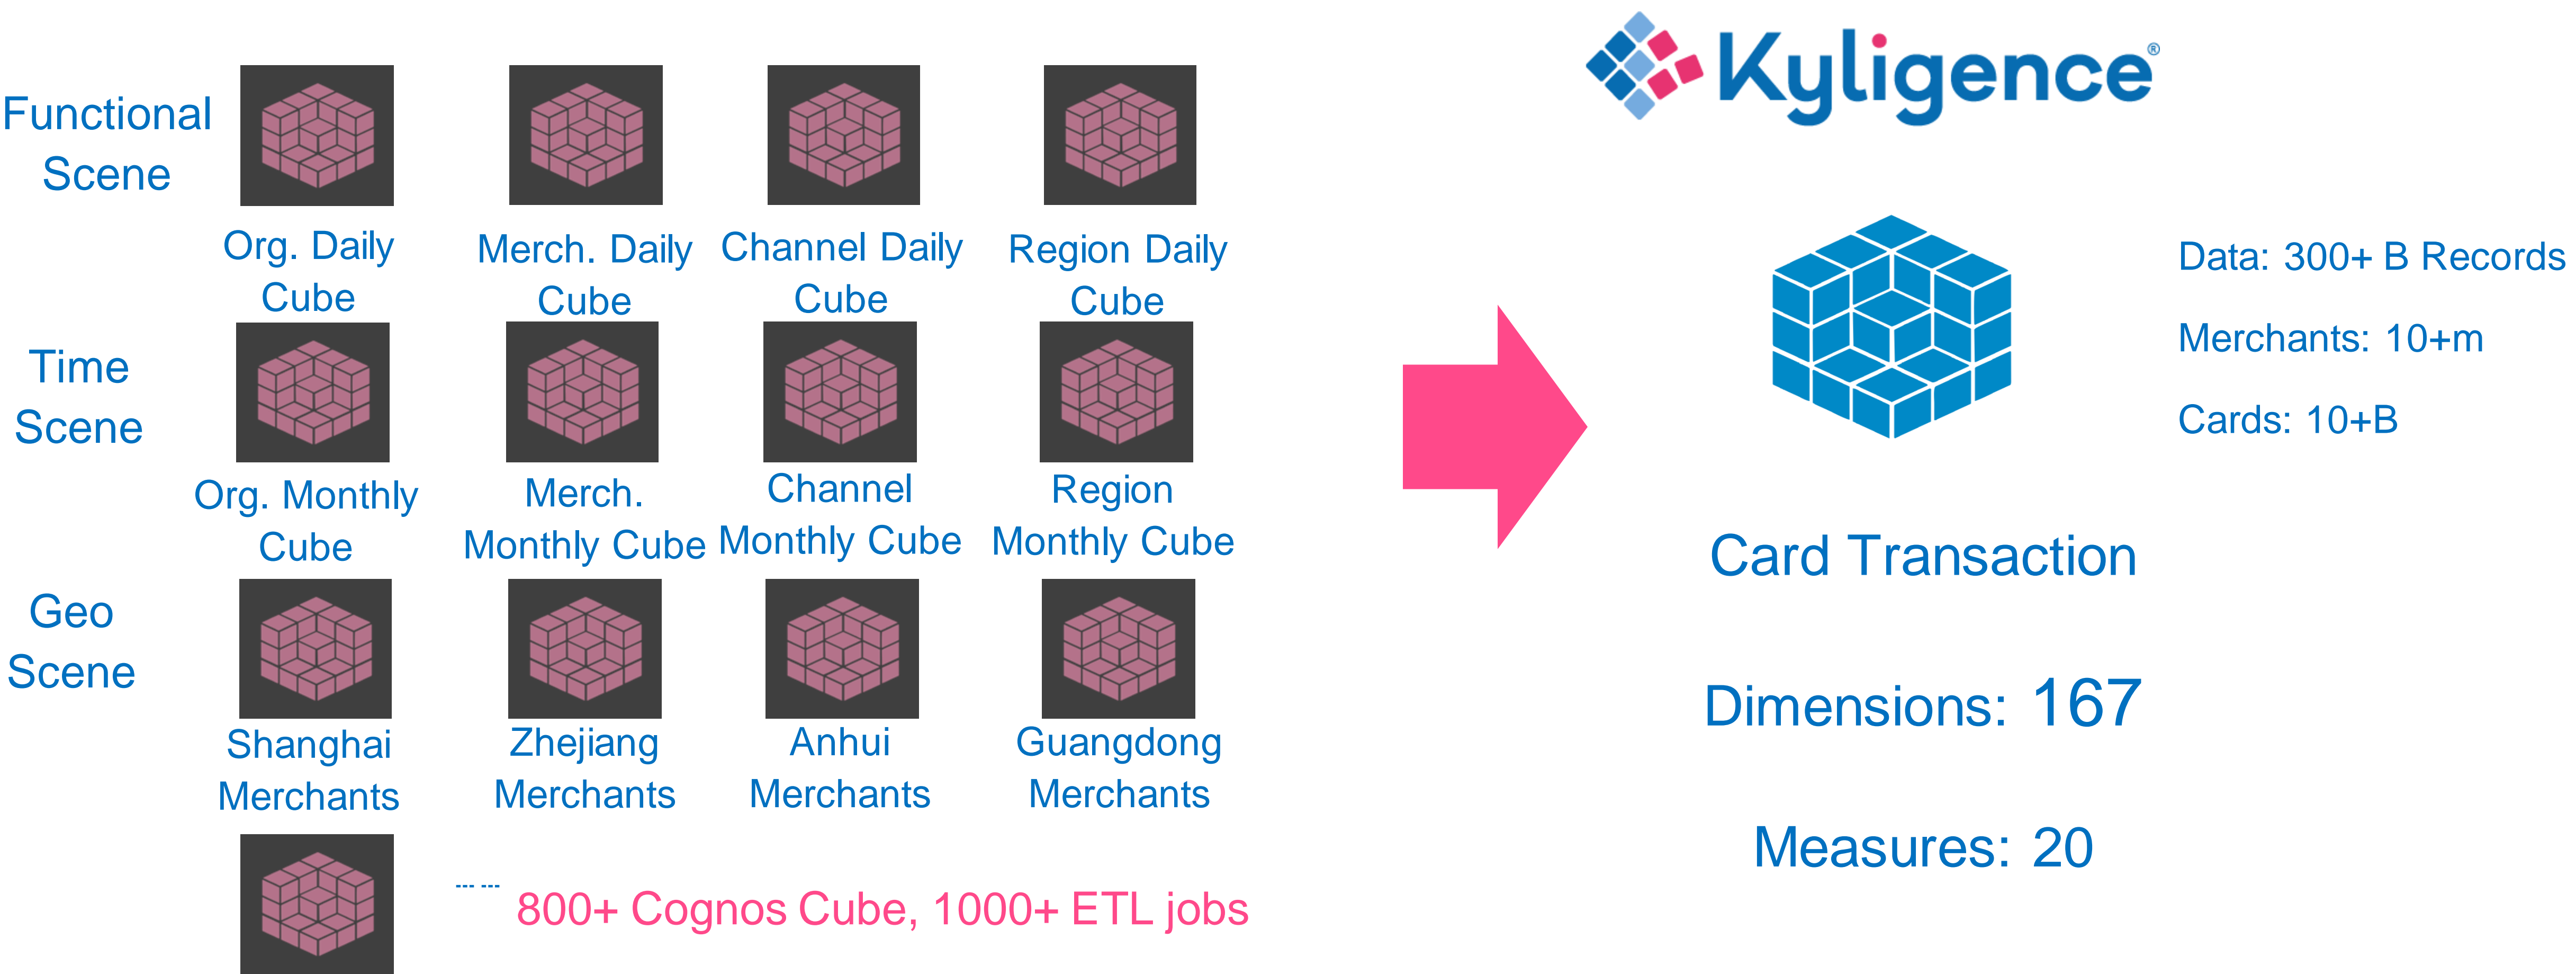 Functional
Scene
Org. Daily
Cube
Merch. Daily
Cube
Channel Daily
Cube
Region Daily
Cube
Time
Scene
Org. Monthly
Cube
Merch.
Monthly Cube
Channel
Monthly Cube
Region
Monthly Cube
Geo
Scene
Shanghai
Merchants
Zhejiang
Merchants
Anhui
Merchants
Guangdong
Merchants
--- ---
800+ Cognos Cube, 1000+ ETL jobs
Kyligence®
Data: 300+ B Records
Merchants: 10+m
Cards: 10+B
Card Transaction
Dimensions: 167
Measures: 20